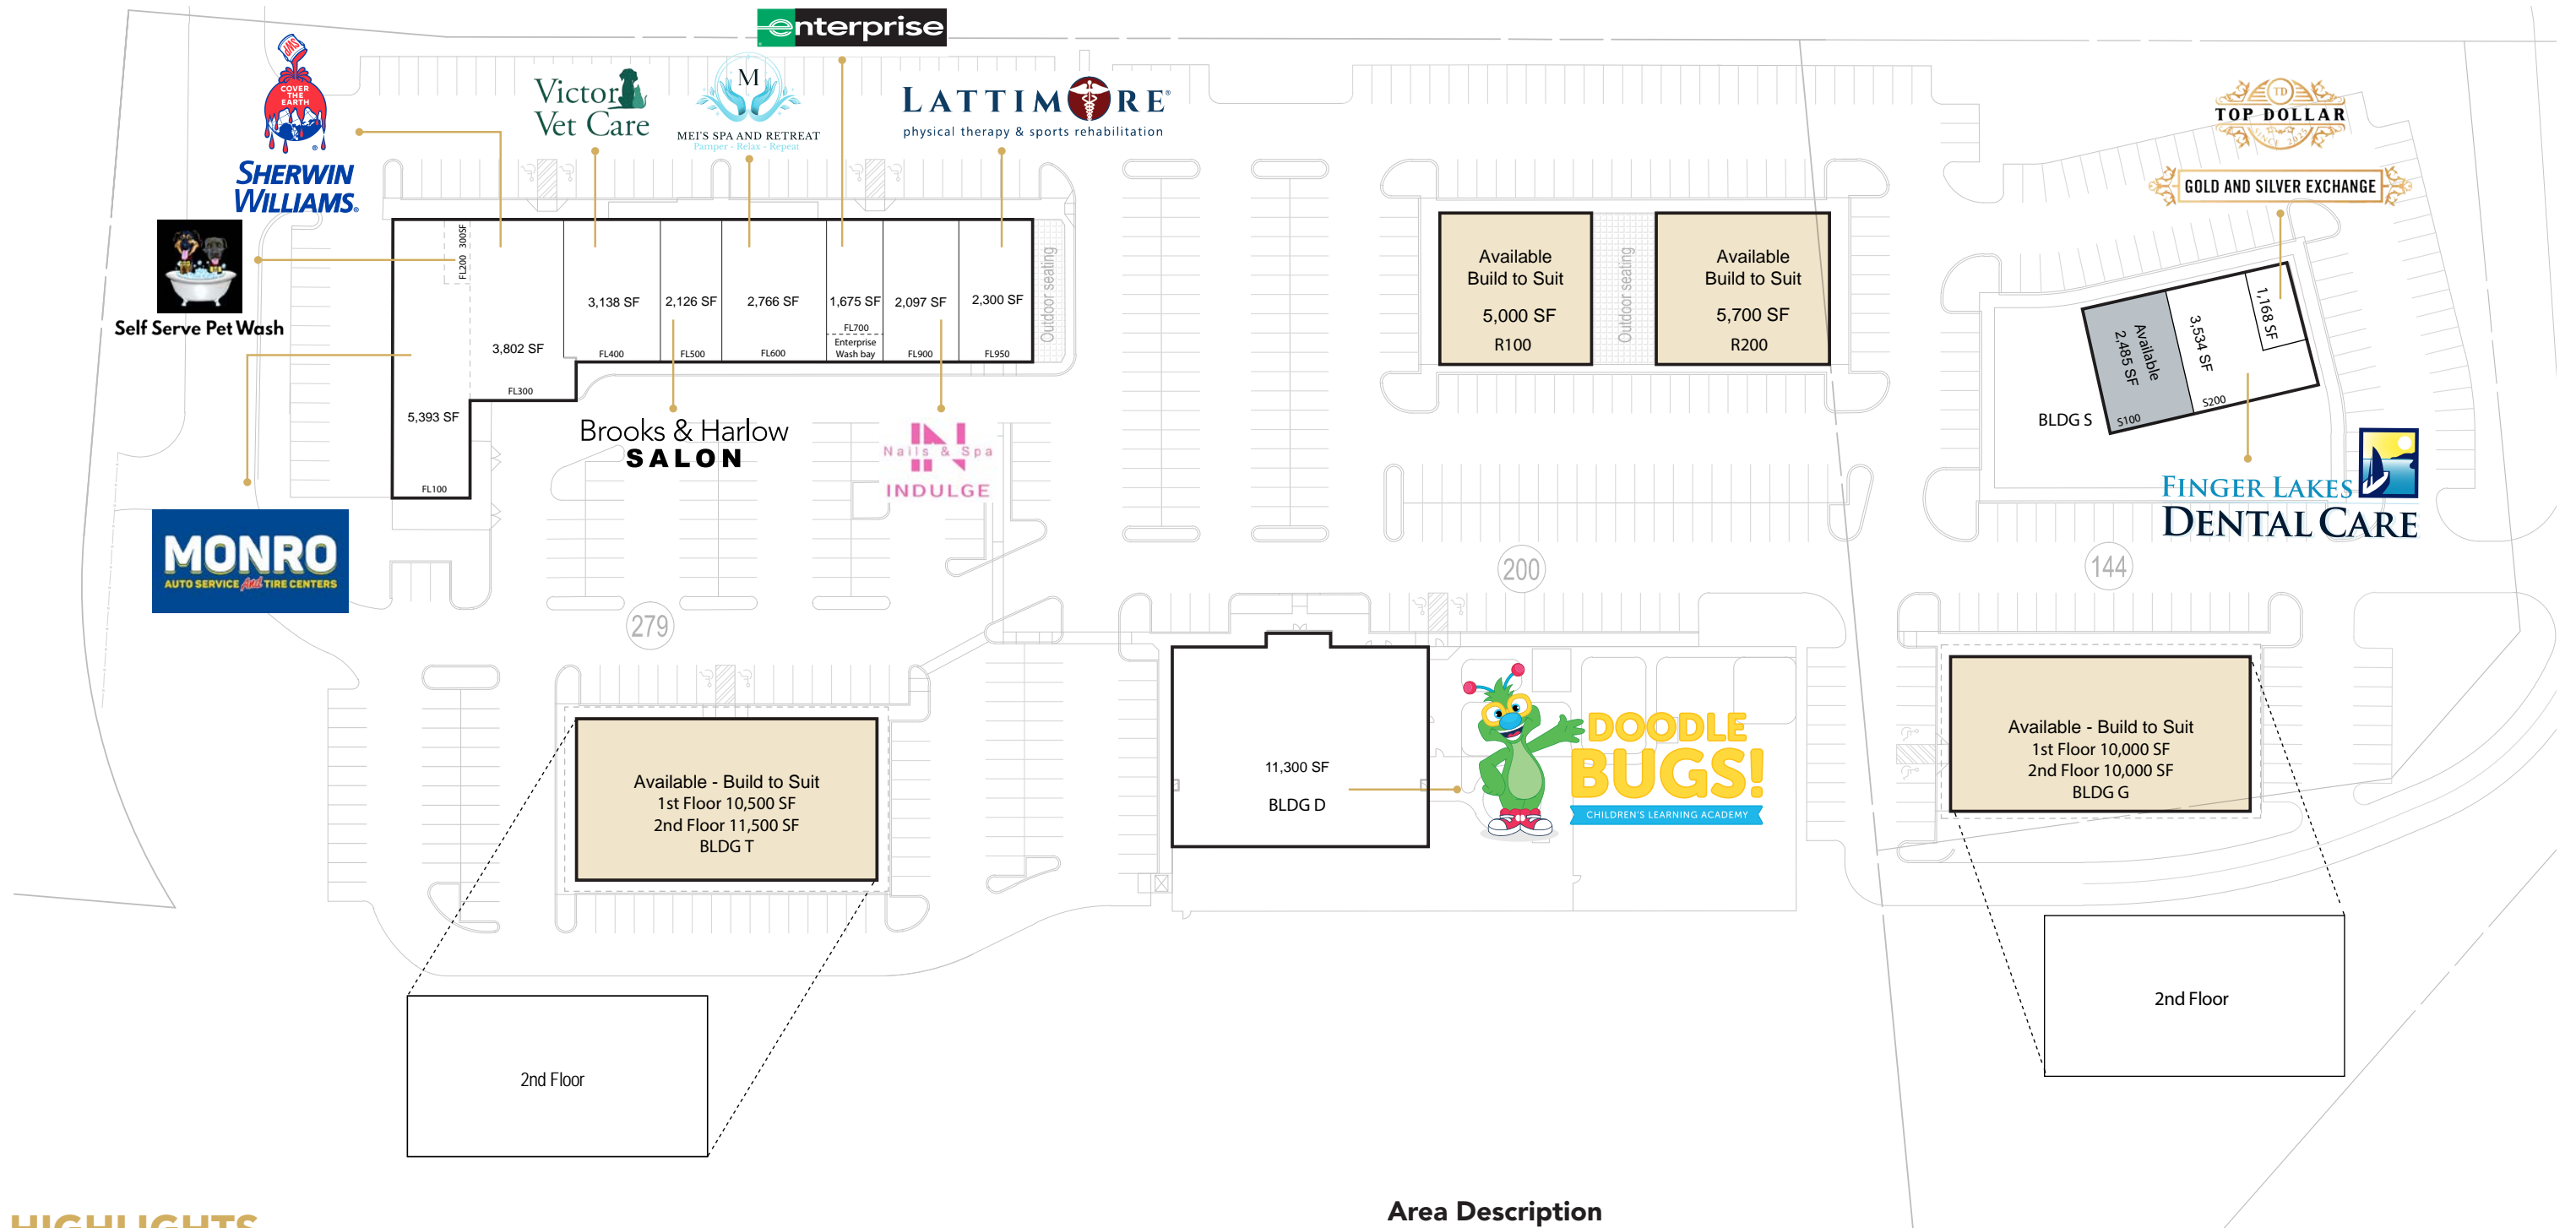 enterprise
SWP
COVER
THE
EARTH
®
SHERWIN
WILLIAMS®
Victor
Vet Care
M
MEI'S SPA AND RETREAT
Pamper - Relax - Repeat
LATTIMORE®
physical therapy & sports rehabilitation
TD
TOP DOLLAR
SINCE 2025
GOLD AND SILVER EXCHANGE
Self Serve Pet Wash
FL200 300SF
3,802 SF
FL300
5,393 SF
FL100
3,138 SF
FL400
2,126 SF
FL500
2,766 SF
FL600
1,675 SF
FL700
Enterprise
Wash bay
2,097 SF
FL900
2,300 SF
FL950
Outdoor seating
Available
Build to Suit
5,000 SF
R100
Outdoor seating
Available
Build to Suit
5,700 SF
R200
Available
2,485 SF
S100
3,534 SF
S200
1,168 SF
BLDG S
Brooks & Harlow
SALON
IN
Nails & Spa
INDULGE
FINGER LAKES
DENTAL CARE
MONRO
AUTO SERVICE And TIRE CENTERS
279
200
144
Available - Build to Suit
1st Floor 10,500 SF
2nd Floor 11,500 SF
BLDG T
11,300 SF
BLDG D
DOODLE
BUGS!
CHILDREN'S LEARNING ACADEMY
Available - Build to Suit
1st Floor 10,000 SF
2nd Floor 10,000 SF
BLDG G
2nd Floor
2nd Floor
HIGHLIGHTS
Area Description